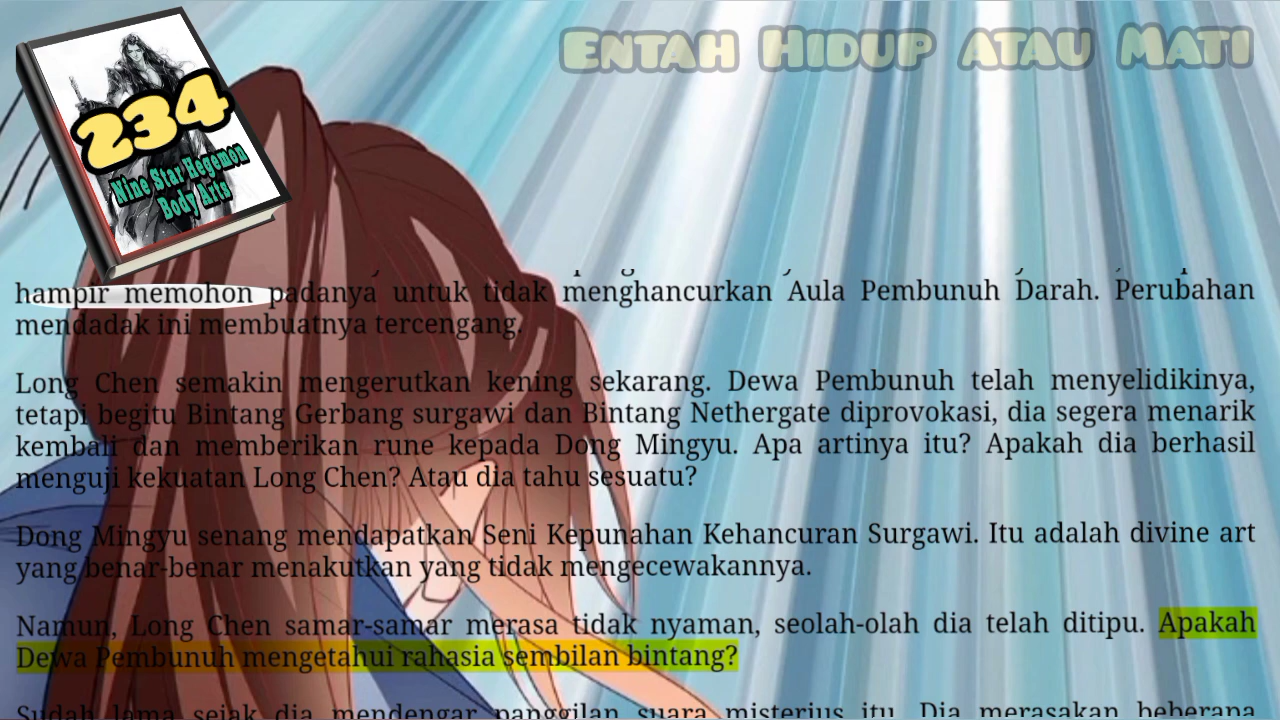 ENTAH HIDUP ATAU MATI
234
Nine Star Hegemon
Body Arts
hampir memohon padanya untuk tidak menghancurkan Aula Pembunuh Darah. Perubahan
mendadak ini membuatnya tercengang.
Long Chen semakin mengerutkan kening sekarang. Dewa Pembunuh telah menyelidikinya,
tetapi begitu Bintang Gerbang surgawi dan Bintang Nethergate diprovokasi, dia segera menarik
kembali dan memberikan rune kepada Dong Mingyu. Apa artinya itu? Apakah dia berhasil
menguji kekuatan Long Chen? Atau dia tahu sesuatu?
Dong Mingyu senang mendapatkan Seni Kepunahan Kehancuran Surgawi. Itu adalah divine art
yang benar-benar menakutkan yang tidak mengecewakannya.
Namun, Long Chen samar-samar merasa tidak nyaman, seolah-olah dia telah ditipu. Apakah
Dewa Pembunuh mengetahui rahasia sembilan bintang?
Sudah lama sejak dia mendengar panggilan suara misterius itu. Dia merasakan beberapa